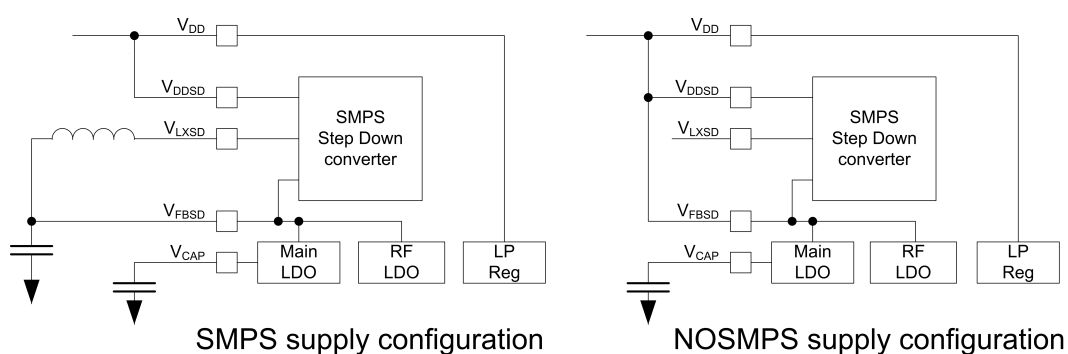 VDD
VDDSD
VLXSD
SMPS
Step Down
converter
VFBSD
VCAP
Main
LDO
RF
LDO
LP
Reg
SMPS supply configuration
VDD
VDDSD
VLXSD
SMPS
Step Down
converter
VFBSD
VCAP
Main
LDO
RF
LDO
LP
Reg
NOSMPS supply configuration